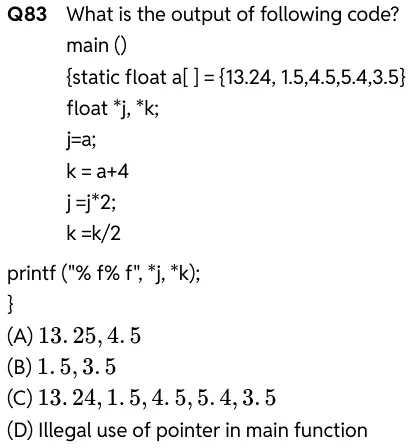 Q83 What is the output of following code?
main ()
{static float a[ ] = {13.24, 1.5,4.5,5.4,3.5}
float *j, *k;
j=a;
k = a+4
j =j*2;
k =k/2
printf ("% f% f", *j, *k);
}
(A) 13.25, 4.5
(B) 1.5, 3.5
(C) 13.24, 1.5, 4.5, 5.4, 3.5
(D) Illegal use of pointer in main function